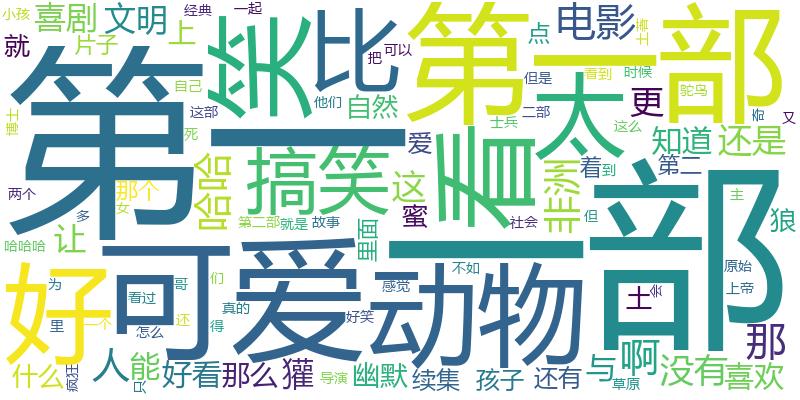 小孩
喜剧
文明
经典
一起
就
片子
上
笑
比
第一部
电影
点
土著
把
可以
自己
这部
他们
自然
但是
看到
时候
鸵鸟
更
太
第一部
博士
死
哈哈
搞笑
爱
看
二部
士兵
这么
奇
又
知道
还是
两个
那个
女
多
这
蜜
非洲
着
到
第二
狼
哈哈哈
让
第二部
就是
故事
里面
社会
但
主
好
可爱
动物
不如
原始
上帝
为
看过
哥
们
感觉
土
会
里
一个
怎么
还
得
真的
好笑
那
什么
疯狂
人
能
只
好看
那么
獾
导演
幽默
续集
孩子
还有
与
啊
草原
没有
喜欢